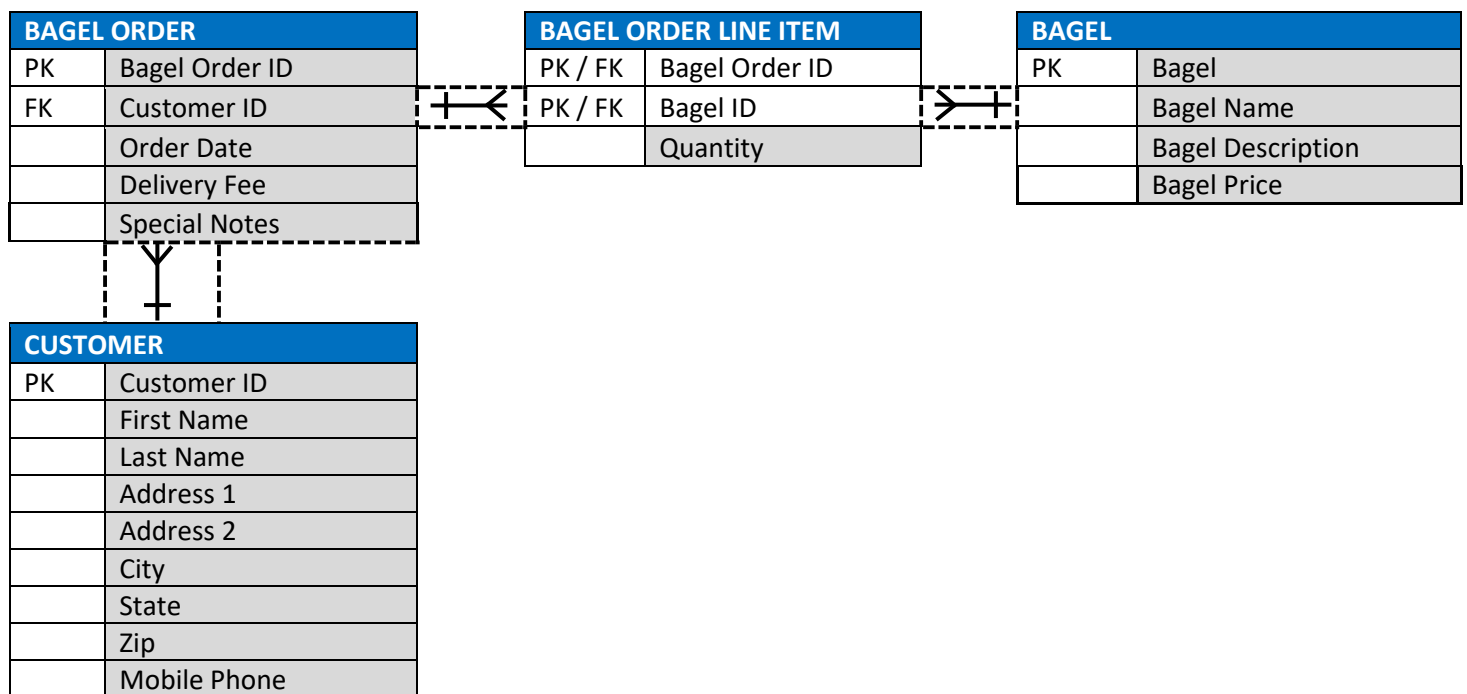 BAGEL ORDER
PK Bagel Order ID
FK Customer ID
Order Date
Delivery Fee
Special Notes
BAGEL ORDER LINE ITEM
PK / FK Bagel Order ID
PK / FK Bagel ID
Quantity
BAGEL
PK Bagel
Bagel Name
Bagel Description
Bagel Price
CUSTOMER
PK Customer ID
First Name
Last Name
Address 1
Address 2
City
State
Zip
Mobile Phone